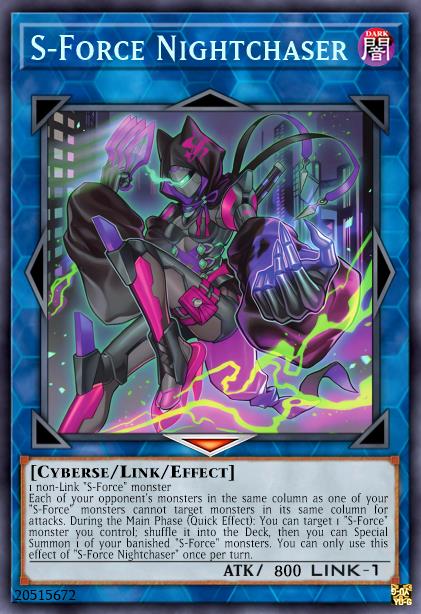 S-Force Nightchaser
DARK
闇
[Cyberse/Link/Effect]
1 non-Link "S-Force" monster
Each of your opponent's monsters in the same column as one of your
"S-Force" monsters cannot target monsters in its same column for
attacks. During the Main Phase (Quick Effect): You can target 1 "S-Force"
monster you control; shuffle it into the Deck, then you can Special
Summon 1 of your banished "S-Force" monsters. You can only use this
effect of "S-Force Nightchaser" once per turn.
ATK/ 800 LINK-1
20515672